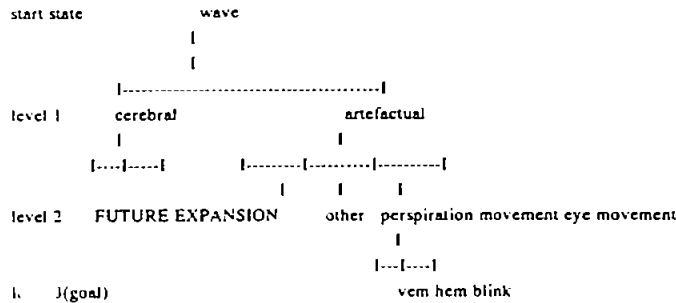 start state wave
level 1 cerebral artefactual
level 2 FUTURE EXPANSION other perspiration movement eye movement
(goal) vem hem blink